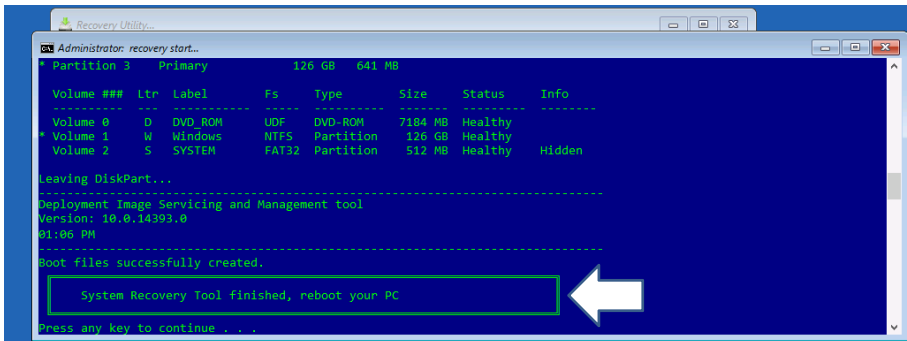 Recovery Utility...
Administrator: recovery start...
* Partition 3    Primary            126 GB   641 MB
  Volume ###  Ltr  Label        Fs     Type        Size     Status     Info
  ----------  ---  -----------  -----  ----------  -------  ---------  --------
  Volume 0     D   DVD_ROM      UDF    DVD-ROM     7184 MB  Healthy
* Volume 1     W   Windows      NTFS   Partition    126 GB  Healthy
  Volume 2     S   SYSTEM       FAT32  Partition    512 MB  Healthy    Hidden
Leaving DiskPart...
-------------------------------------------------------------------------------
Deployment Image Servicing and Management tool
Version: 10.0.14393.0
01:06 PM
-------------------------------------------------------------------------------
Boot files successfully created.
System Recovery Tool finished, reboot your PC
Press any key to continue . . .